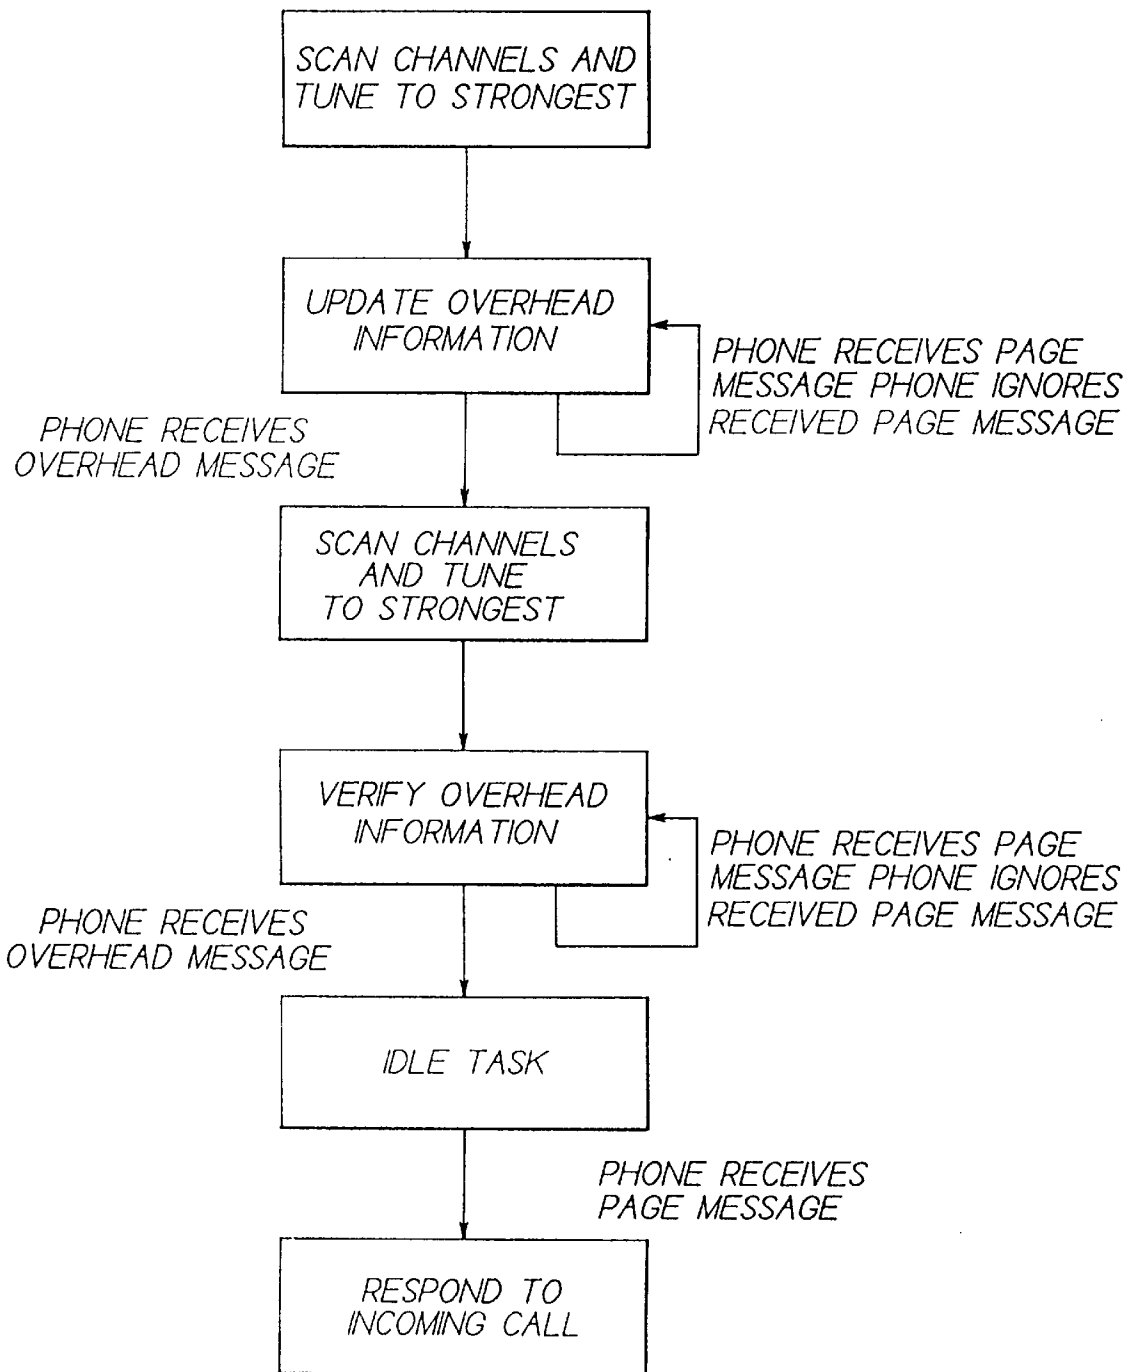 SCAN CHANNELS AND
TUNE TO STRONGEST
UPDATE OVERHEAD
INFORMATION
PHONE RECEIVES PAGE
MESSAGE PHONE IGNORES
RECEIVED PAGE MESSAGE
PHONE RECEIVES
OVERHEAD MESSAGE
SCAN CHANNELS
AND TUNE
TO STRONGEST
VERIFY OVERHEAD
INFORMATION
PHONE RECEIVES PAGE
MESSAGE PHONE IGNORES
RECEIVED PAGE MESSAGE
PHONE RECEIVES
OVERHEAD MESSAGE
IDLE TASK
PHONE RECEIVES
PAGE MESSAGE
RESPOND TO
INCOMING CALL